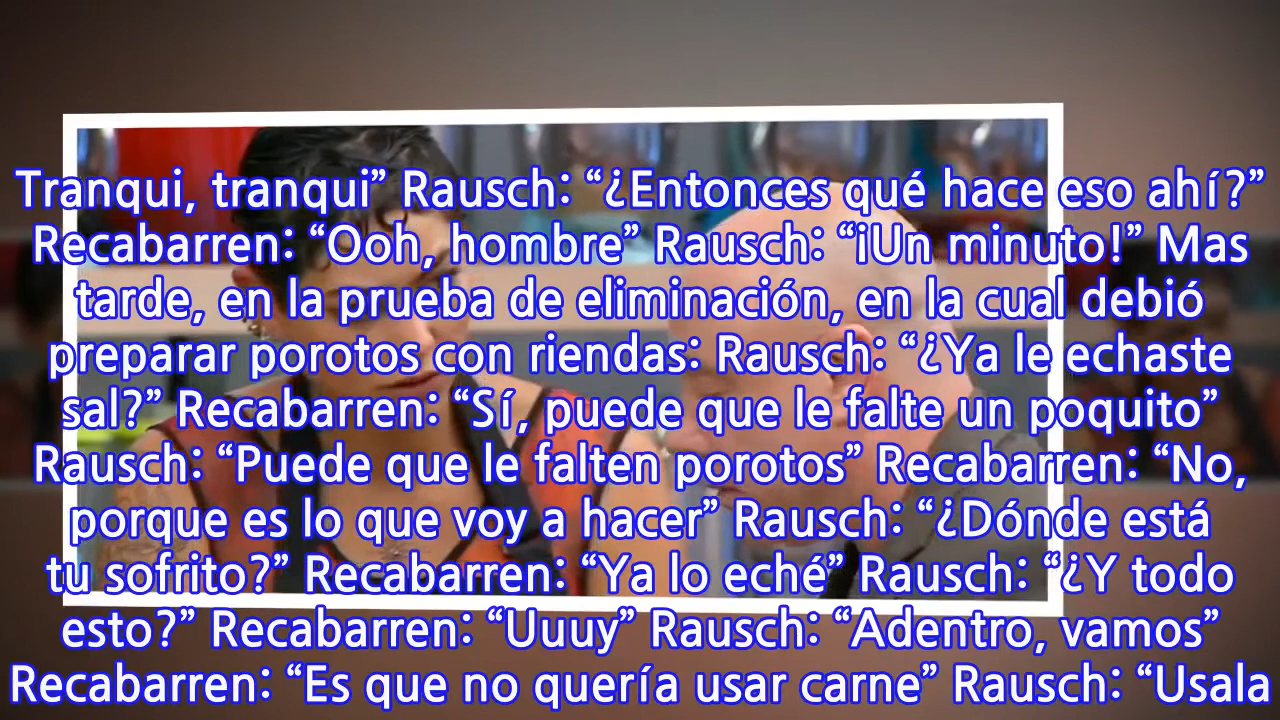 Tranqui, tranqui” Rausch: “¿Entonces qué hace eso ahí?”
Recabarren: “Ooh, hombre” Rausch: “¡Un minuto!” Mas
tarde, en la prueba de eliminación, en la cual debió
preparar porotos con riendas: Rausch: “¿Ya le echaste
sal?” Recabarren: “Sí, puede que le falte un poquito”
Rausch: “Puede que le falten porotos” Recabarren: “No,
porque es lo que voy a hacer” Rausch: “¿Dónde está
tu sofrito?” Recabarren: “Ya lo eché” Rausch: “¿Y todo
esto?” Recabarren: “Uuuy” Rausch: “Adentro, vamos”
Recabarren: “Es que no quería usar carne” Rausch: “Usala